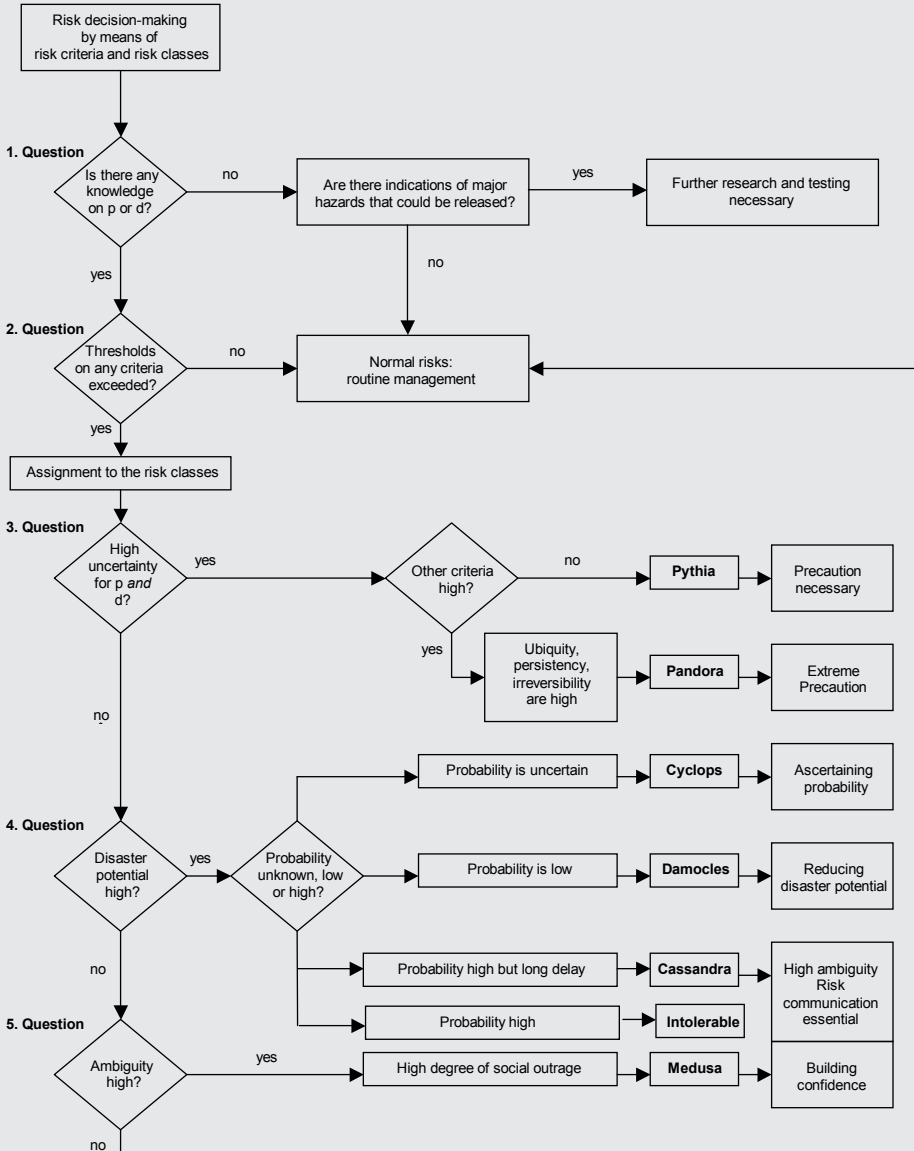 Risk decision-making
by means of
risk criteria and risk classes
1. Question
Is there any
knowledge
on p or d?
no
Are there indications of major
hazards that could be released?
yes
Further research and testing
necessary
yes
no
2. Question
Thresholds
on any criteria
exceeded?
no
Normal risks:
routine management
yes
Assignment to the risk classes
3. Question
High
uncertainty
for p and
d?
yes
Other criteria
high?
no
Pythia
Precaution
necessary
yes
Ubiquity,
persistency,
irreversibility
are high
Pandora
Extreme
Precaution
no
Probability is uncertain
Cyclops
Ascertaining
probability
4. Question
Disaster
potential
high?
yes
Probability
unknown, low
or high?
Probability is low
Damocles
Reducing
disaster potential
no
Probability high but long delay
Cassandra
High ambiguity
Risk
communication
essential
Probability high
Intolerable
5. Question
Ambiguity
high?
yes
High degree of social outrage
Medusa
Building
confidence
no